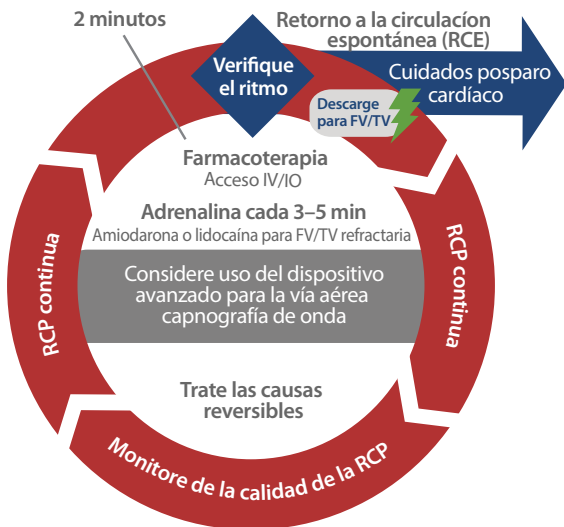 2 minutos
Retorno a la circulacíon
espontánea (RCE)
Verifique
el ritmo
Cuidados posparo
cardíaco
Descarge
para FV/TV
Farmacoterapia
Acceso IV/IO
Adrenalina cada 3–5 min
Amiodarona o lidocaína para FV/TV refractaria
Considere uso del dispositivo
avanzado para la vía aérea
capnografía de onda
RCP continua
RCP continua
Trate las causas
reversibles
Monitore de la calidad de la RCP